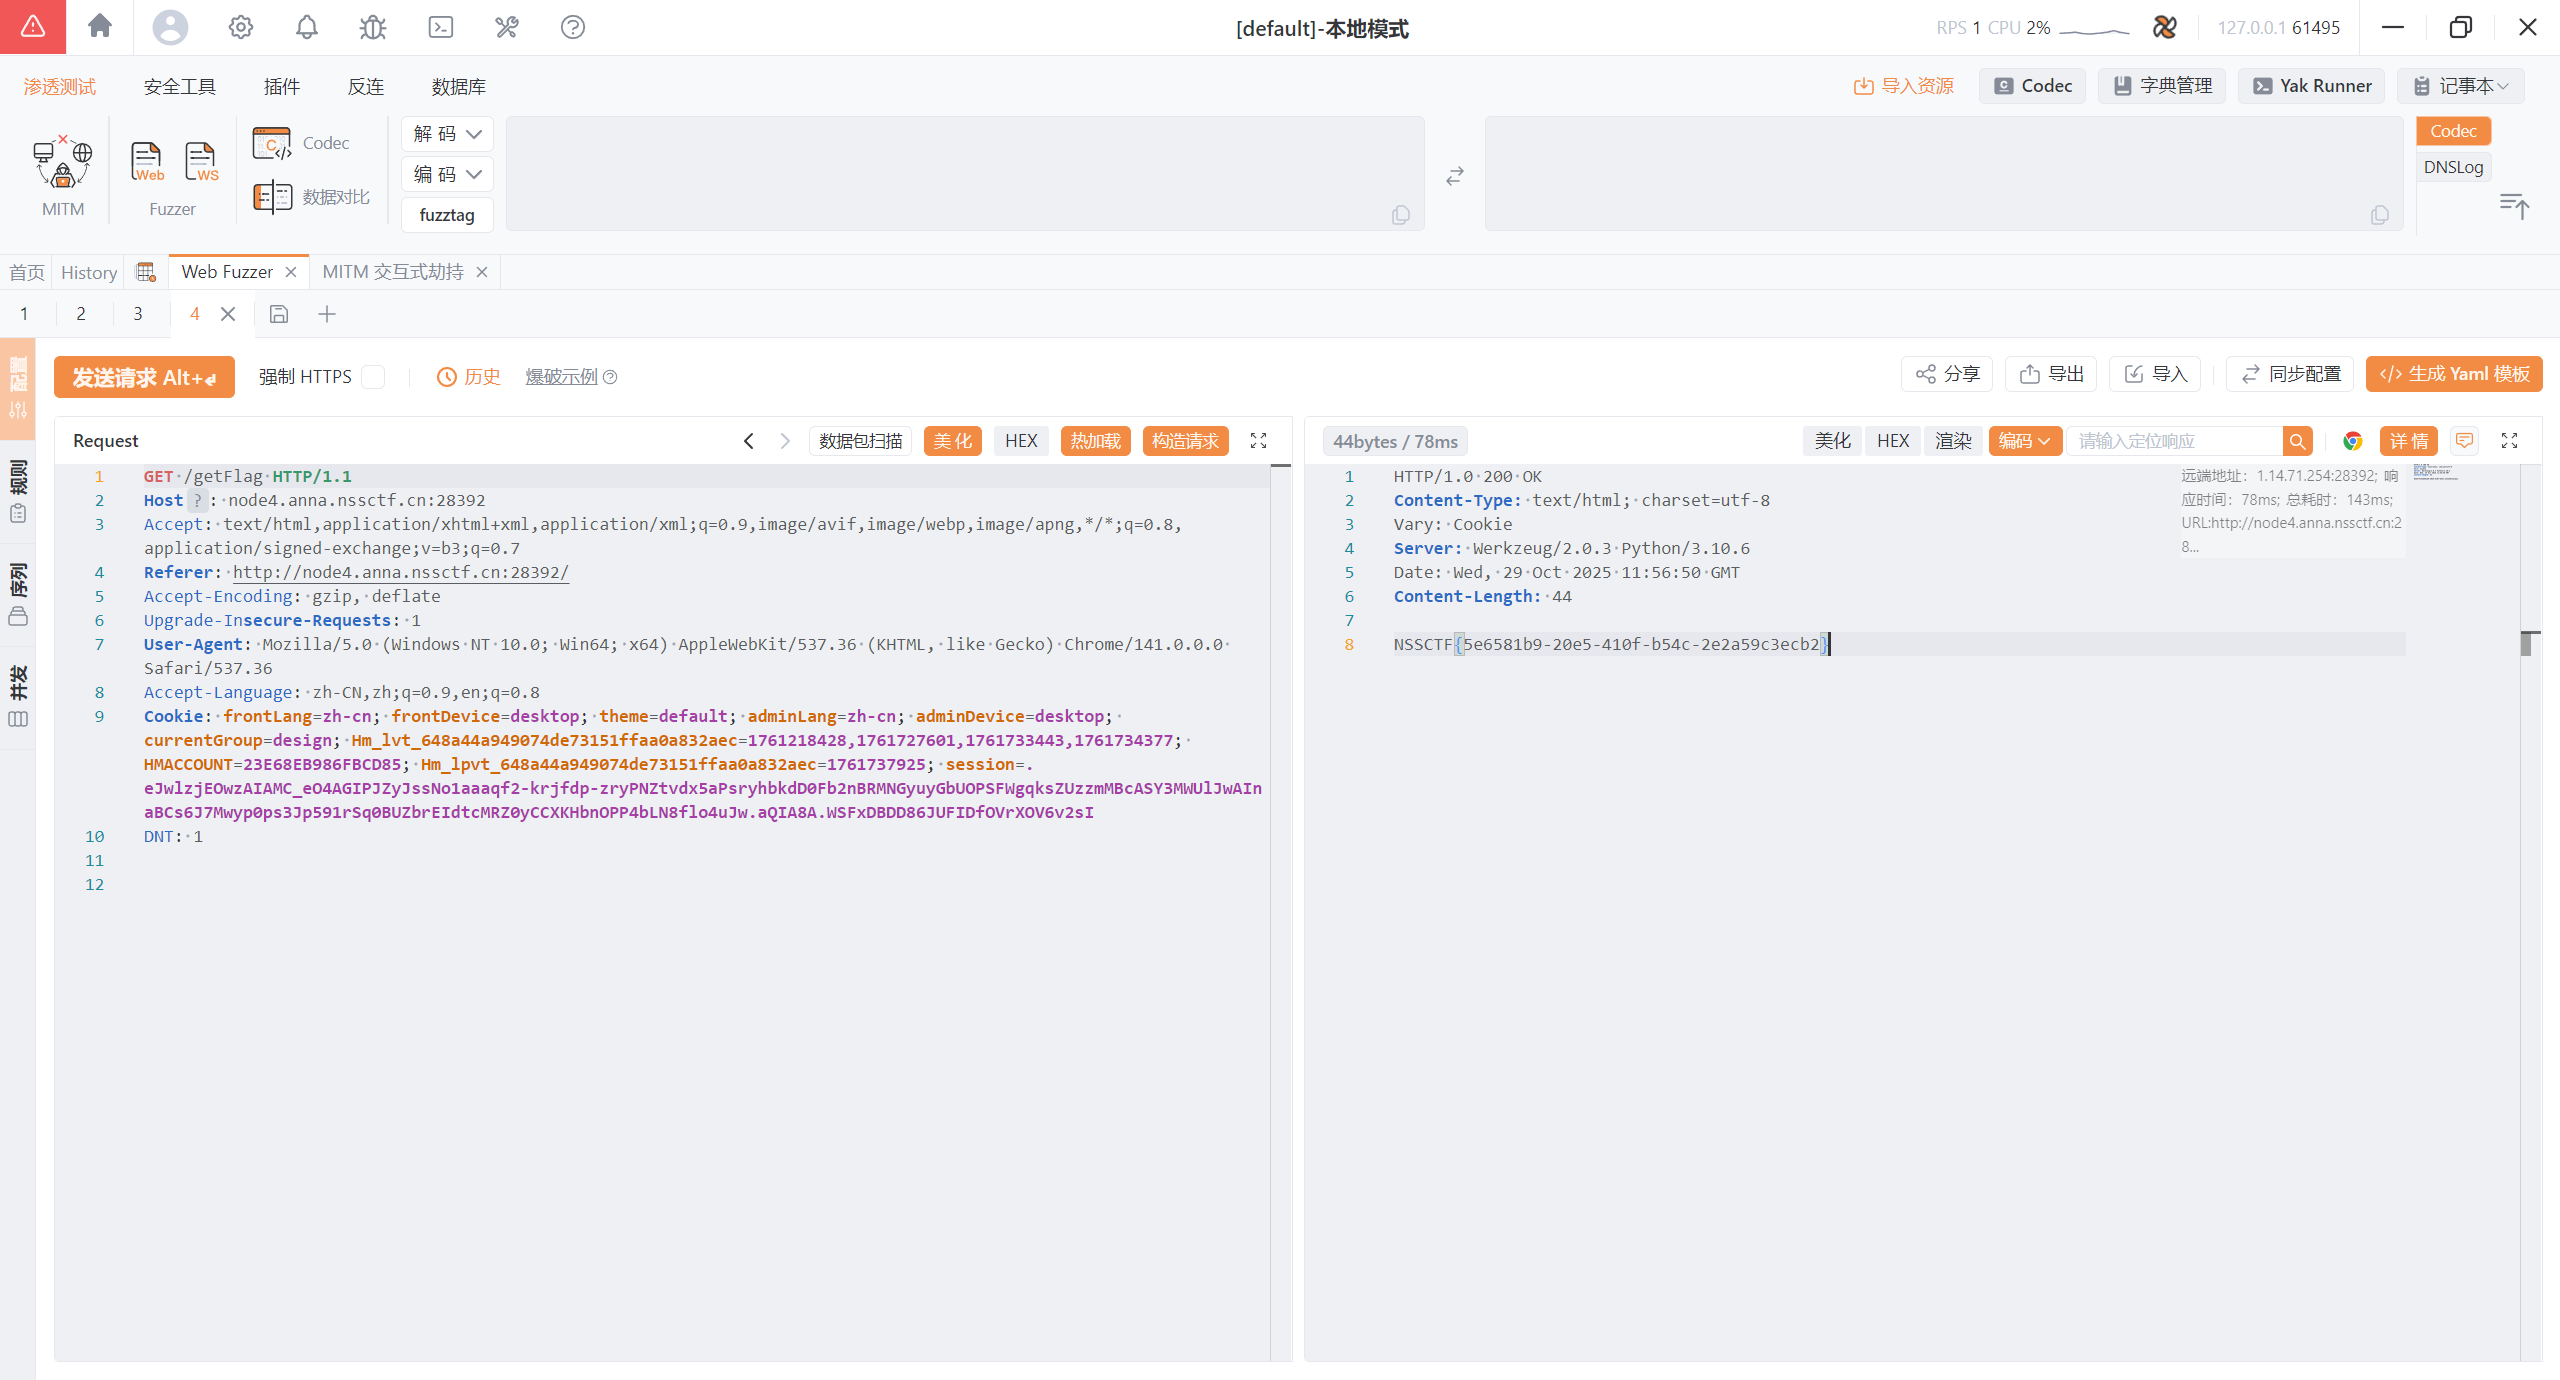 [default]-本地模式
RPS 1 CPU 2%
127.0.0.1 61495
渗透测试 安全工具 插件 反连 数据库
导入资源 Codec 字典管理 Yak Runner 记事本
MITM
Web WS
Fuzzer
Codec
数据对比
解 码
编 码
fuzztag
Codec
DNSLog
首页 History Web Fuzzer MITM 交互式劫持
1 2 3 4
发送请求 Alt+
强制 HTTPS 历史 爆破示例
分享 导出 导入 同步配置 </> 生成 Yaml 模板
配置
规则
序列
并发
Request 数据包扫描 美 化 HEX 热加载 构造请求
1 GET /getFlag HTTP/1.1
2 Host ? : node4.anna.nssctf.cn:28392
3 Accept: text/html,application/xhtml+xml,application/xml;q=0.9,image/avif,image/webp,image/apng,*/*;q=0.8,
application/signed-exchange;v=b3;q=0.7
4 Referer: http://node4.anna.nssctf.cn:28392/
5 Accept-Encoding: gzip, deflate
6 Upgrade-Insecure-Requests: 1
7 User-Agent: Mozilla/5.0 (Windows NT 10.0; Win64; x64) AppleWebKit/537.36 (KHTML, like Gecko) Chrome/141.0.0.0
Safari/537.36
8 Accept-Language: zh-CN,zh;q=0.9,en;q=0.8
9 Cookie: frontLang=zh-cn; frontDevice=desktop; theme=default; adminLang=zh-cn; adminDevice=desktop;
currentGroup=design; Hm_lvt_648a44a949074de73151ffaa0a832aec=1761218428,1761727601,1761733443,1761734377;
HMACCOUNT=23E68EB986FBCD85; Hm_lpvt_648a44a949074de73151ffaa0a832aec=1761737925; session=.
eJwlzjEOwzAIAMC_eO4AGIPJZyJssNo1aaaqf2-krjfdp-zryPNZtvdx5aPsryhbkdD0Fb2nBRMNGyuyGbUOPSFWgqksZUzzmMBcASY3MWUlJwAIn
aBCs6J7Mwyp0ps3Jp591rSq0BUZbrEIdtcMRZ0yCCXKHbnOPP4bLN8flo4uJw.aQIA8A.WSFxDBDD86JUFIDfOVrXOV6v2sI
10 DNT: 1
11
12
44bytes / 78ms 美化 HEX 渲染 编码 请输入定位响应 详 情
1 HTTP/1.0 200 OK
2 Content-Type: text/html; charset=utf-8
3 Vary: Cookie
4 Server: Werkzeug/2.0.3 Python/3.10.6
5 Date: Wed, 29 Oct 2025 11:56:50 GMT
6 Content-Length: 44
7
8 NSSCTF{5e6581b9-20e5-410f-b54c-2e2a59c3ecb2}
远端地址：1.14.71.254:28392; 响
应时间：78ms; 总耗时：143ms;
URL:http://node4.anna.nssctf.cn:2
8...